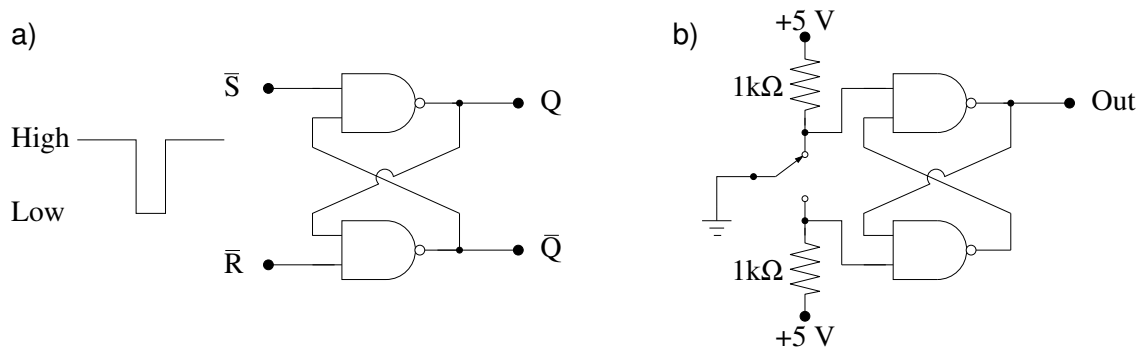 a)
S̅
Q
High
Low
R̅
Q̅
b)
+5 V
1kΩ
Out
1kΩ
+5 V